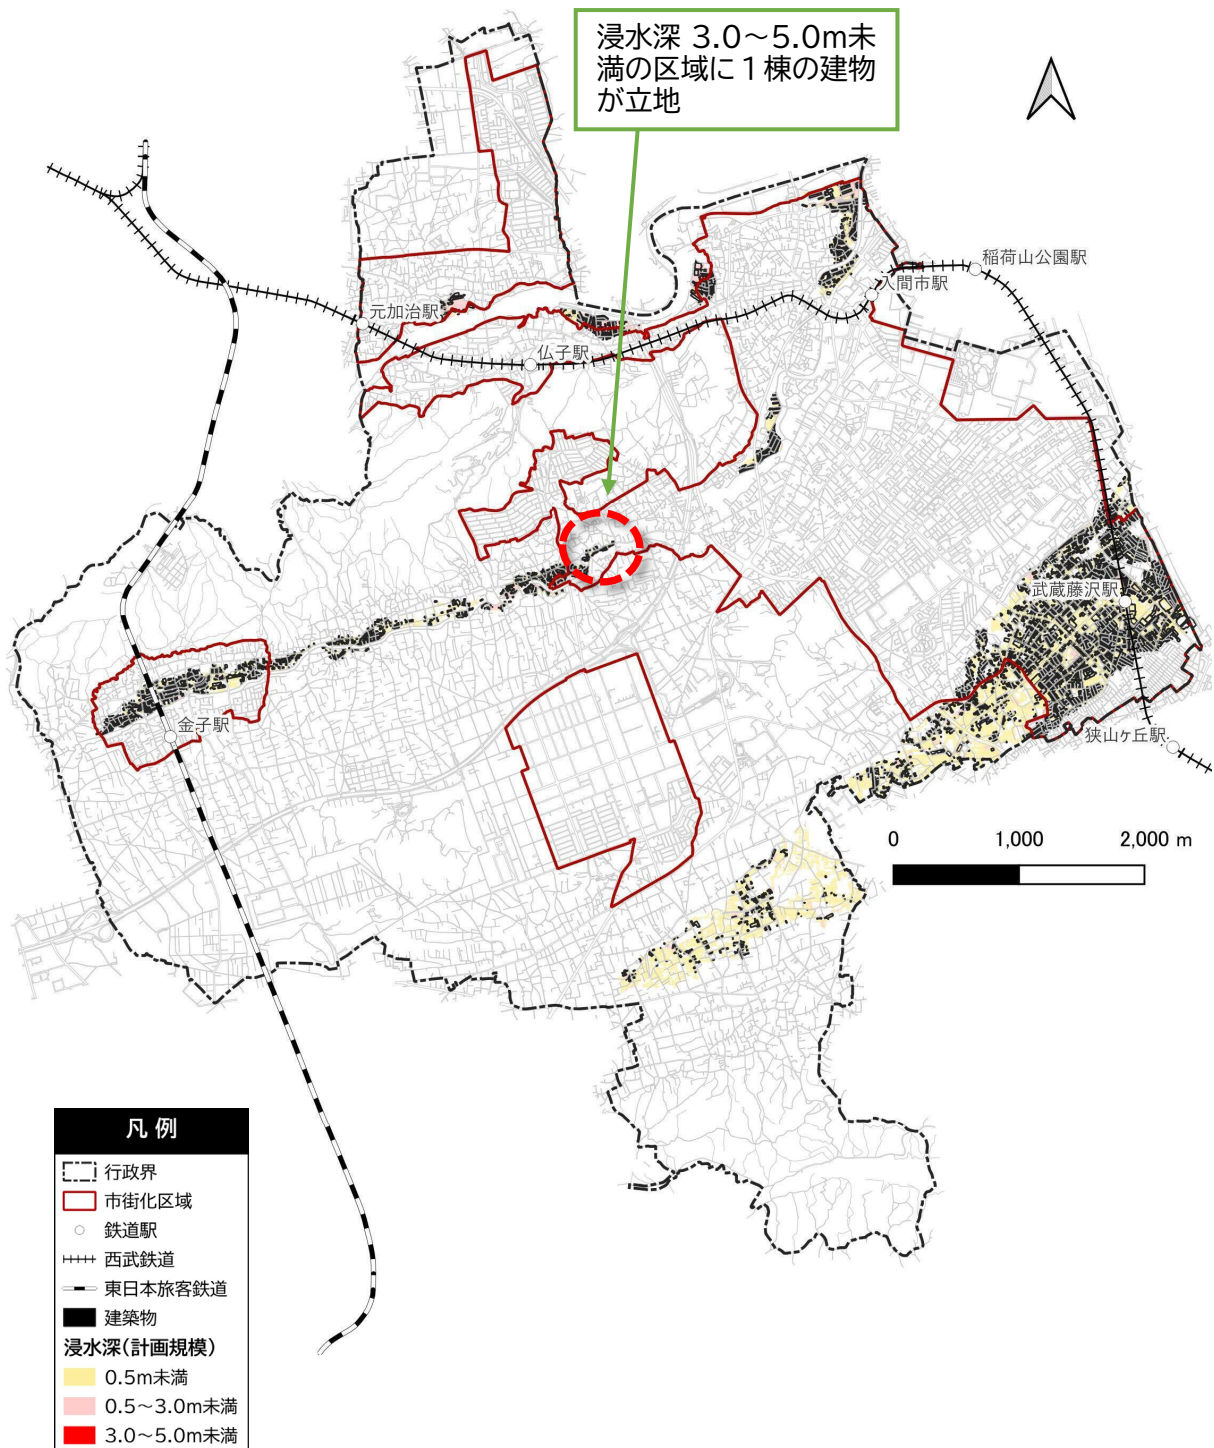 浸水深 3.0～5.0m未
満の区域に１棟の建物
が立地
稲荷山公園駅
入間市駅
元加治駅
仏子駅
武蔵藤沢駅
金子駅
狭山ヶ丘駅
0 1,000 2,000 m
凡 例
行政界
市街化区域
鉄道駅
西武鉄道
東日本旅客鉄道
建築物
浸水深(計画規模)
0.5m未満
0.5～3.0m未満
3.0～5.0m未満